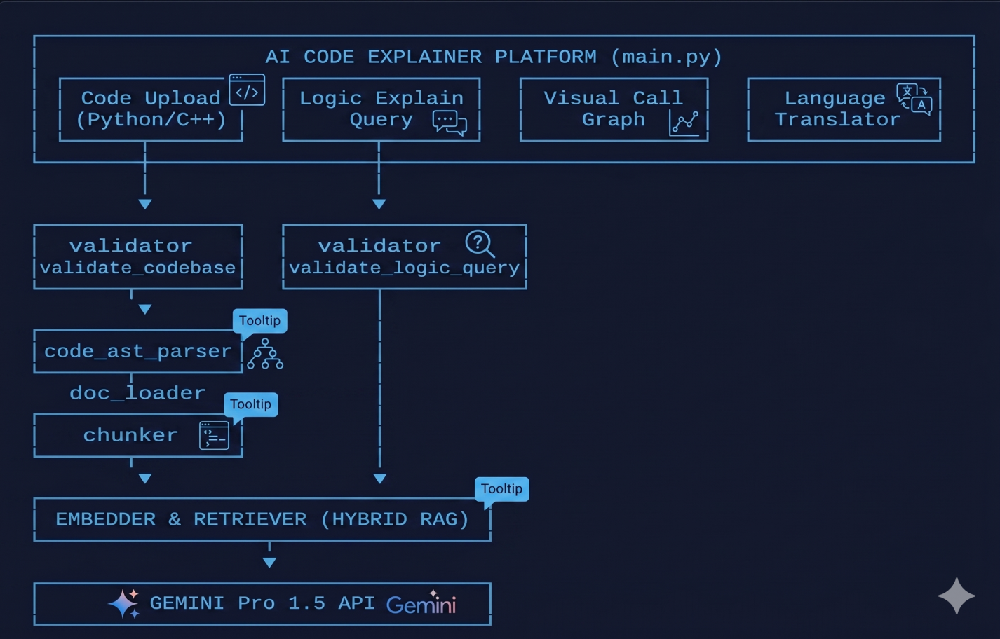 AI CODE EXPLAINER PLATFORM (main.py)
Code Upload
(Python/C++)
</>
Logic Explain
Query
Visual Call
Graph
Language
Translator
文
A
validator
validate_codebase
validator
?
validate_logic_query
Tooltip
code_ast_parser
doc_loader
Tooltip
chunker
Tooltip
EMBEDDER & RETRIEVER (HYBRID RAG)
GEMINI Pro 1.5 API Gemini